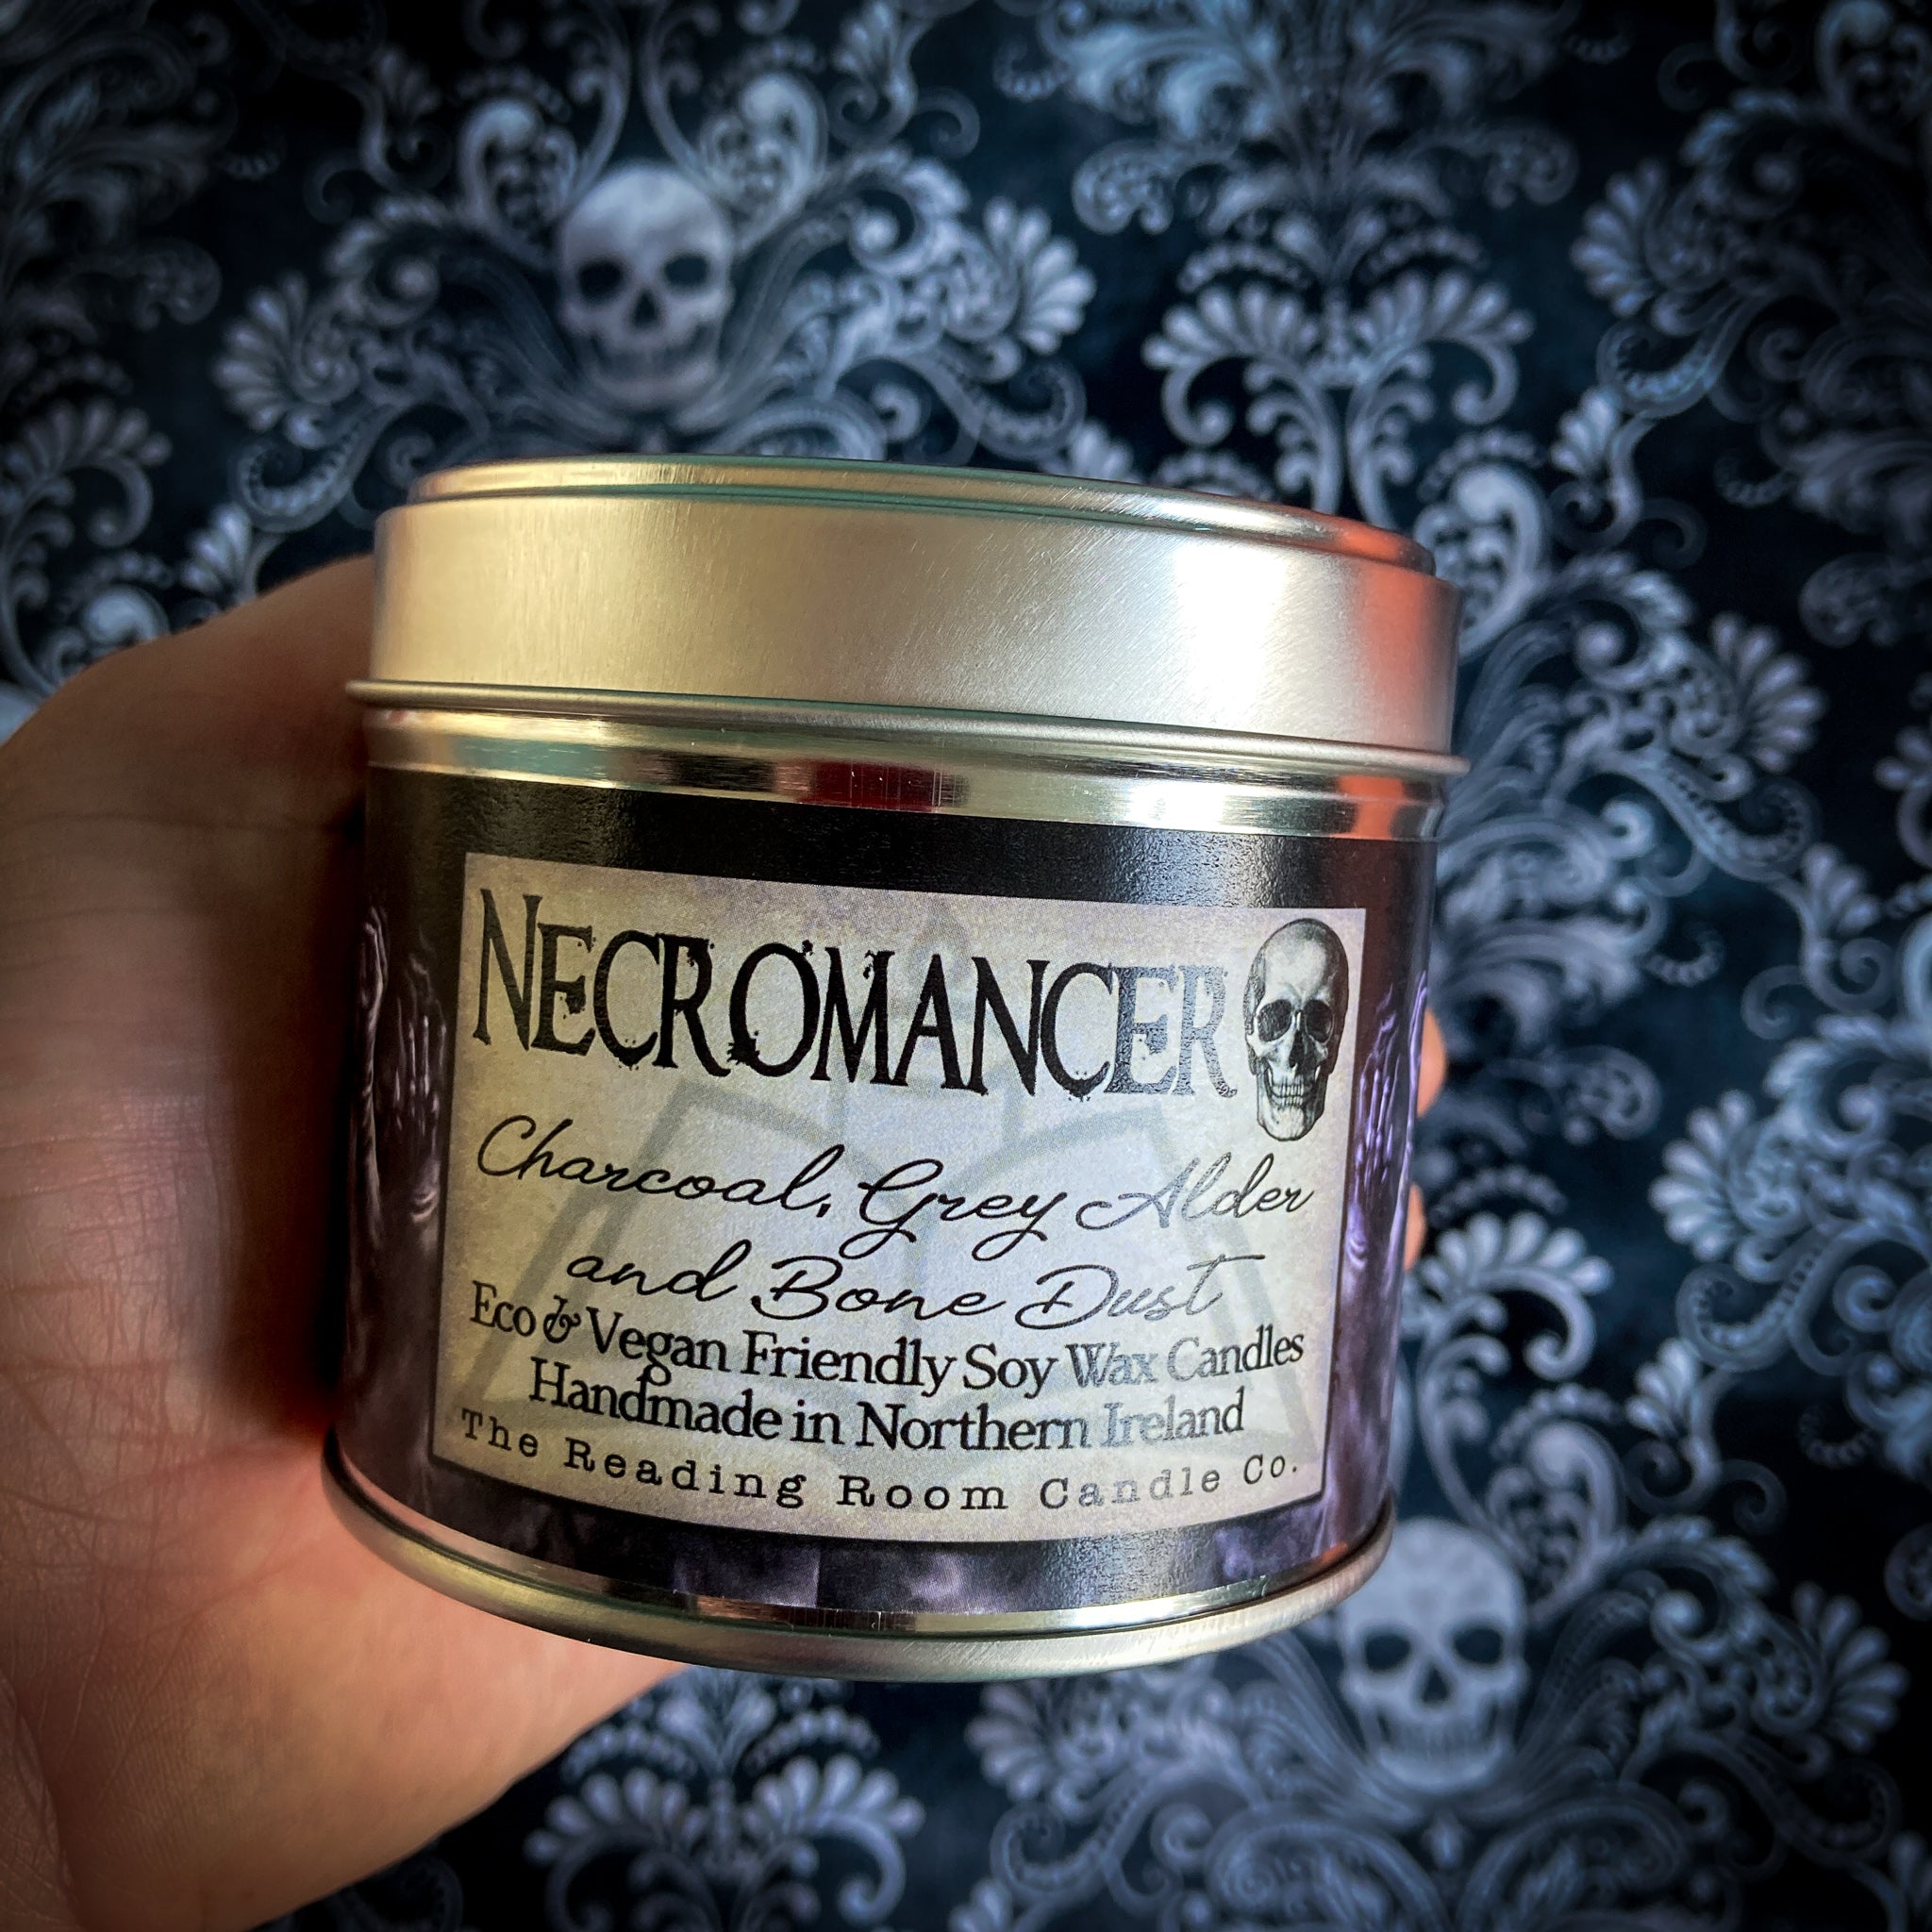 NECROMANCER
Charcoal, Grey Alder
and Bone Dust
Eco & Vegan Friendly Soy Wax Candles
Handmade in Northern Ireland
The Reading Room Candle Co.